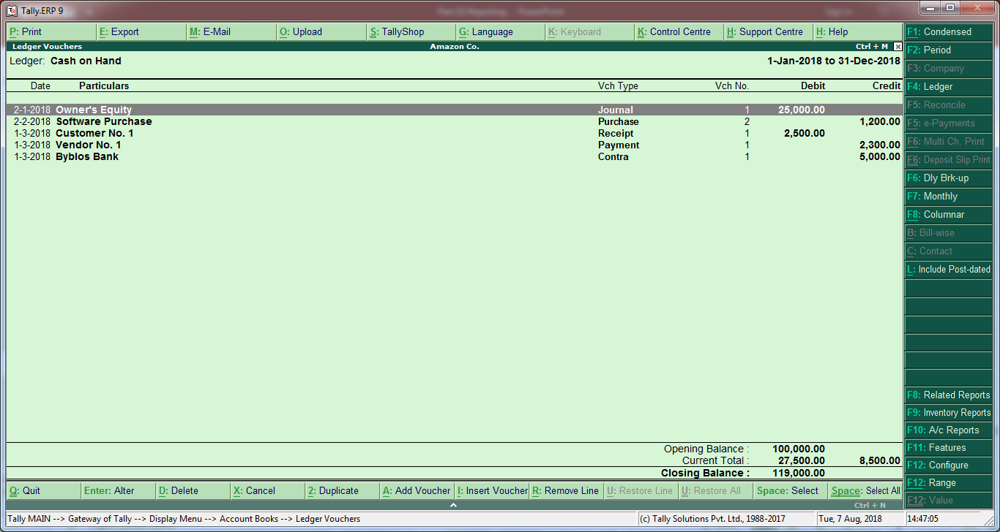 Tally.ERP 9
P: Print E: Export M: E-Mail O: Upload S: TallyShop G: Language K: Keyboard K: Control Centre H: Support Centre H: Help
Ledger Vouchers Amazon Co. Ctrl + M
Ledger: Cash on Hand 1-Jan-2018 to 31-Dec-2018
Date Particulars Vch Type Vch No. Debit Credit
2-1-2018 Owner's Equity Journal 1 25,000.00
2-2-2018 Software Purchase Purchase 2 1,200.00
1-3-2018 Customer No. 1 Receipt 1 2,500.00
1-3-2018 Vendor No. 1 Payment 1 2,300.00
1-3-2018 Byblos Bank Contra 1 5,000.00
Opening Balance : 100,000.00
Current Total : 27,500.00 8,500.00
Closing Balance : 119,000.00
F1: Condensed
F2: Period
F3: Company
F4: Ledger
F5: Reconcile
F5: e-Payments
F6: Multi Ch. Print
F6: Deposit Slip Print
F6: Dly Brk-up
F7: Monthly
F8: Columnar
B: Bill-wise
C: Contact
L: Include Post-dated
F8: Related Reports
F9: Inventory Reports
F10: A/c Reports
F11: Features
F12: Configure
F12: Range
F12: Value
Q: Quit Enter: Alter D: Delete X: Cancel 2: Duplicate A: Add Voucher I: Insert Voucher R: Remove Line U: Restore Line U: Restore All Space: Select Space: Select All
Ctrl + N
Tally MAIN --> Gateway of Tally --> Display Menu --> Account Books --> Ledger Vouchers (c) Tally Solutions Pvt. Ltd., 1988-2017 Tue, 7 Aug, 2018 14:47:05